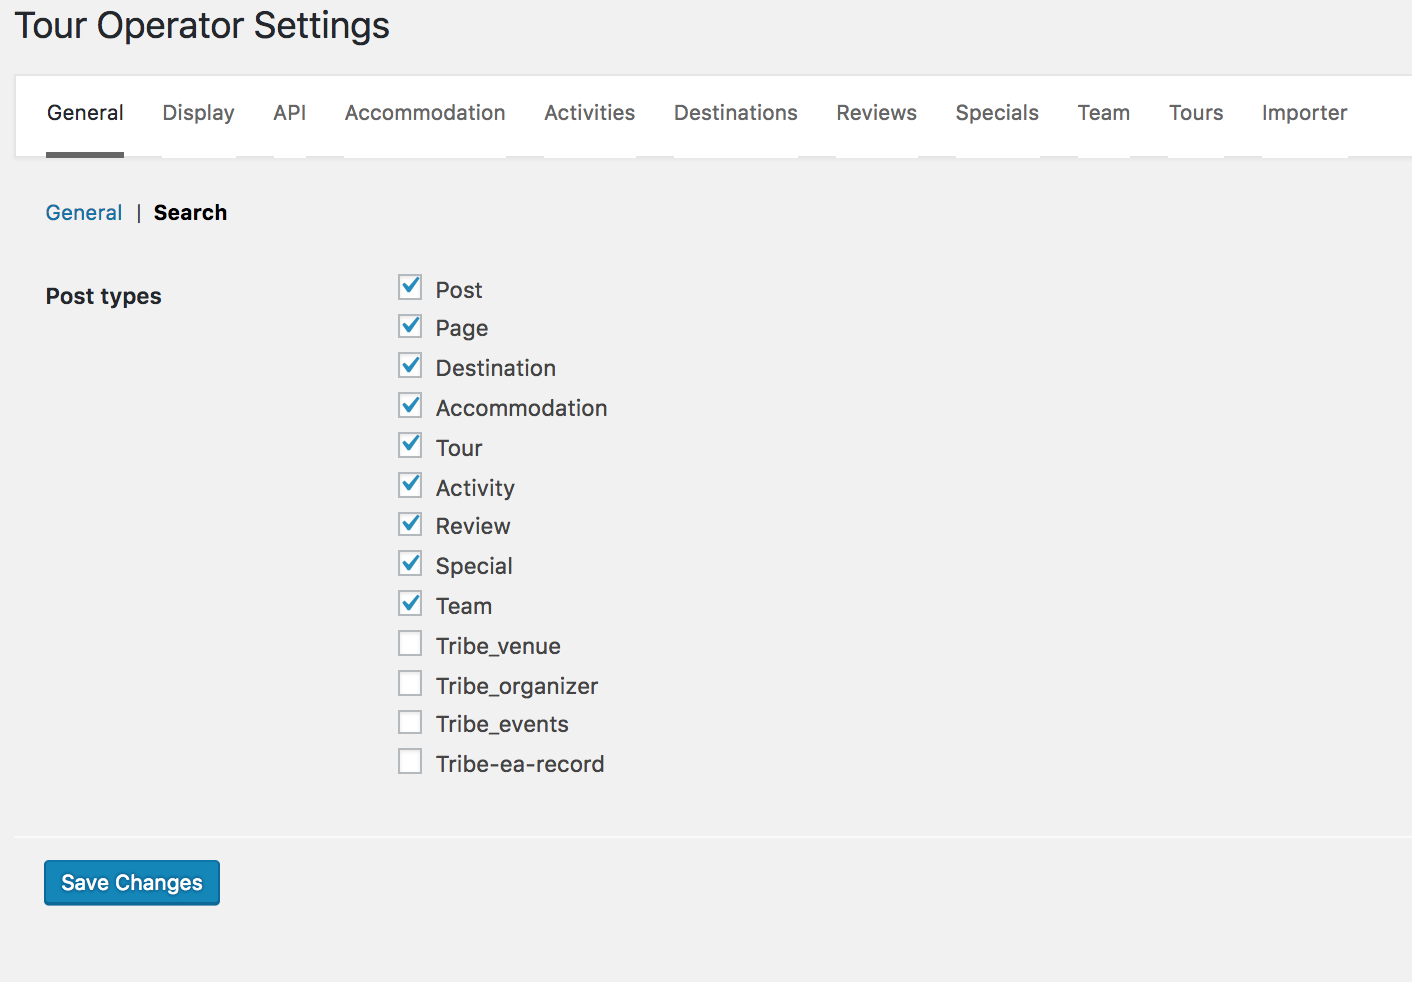 Tour Operator Settings
General Display API Accommodation Activities Destinations Reviews Specials Team Tours Importer
General | Search
Post types
Post
Page
Destination
Accommodation
Tour
Activity
Review
Special
Team
Tribe_venue
Tribe_organizer
Tribe_events
Tribe-ea-record
Save Changes